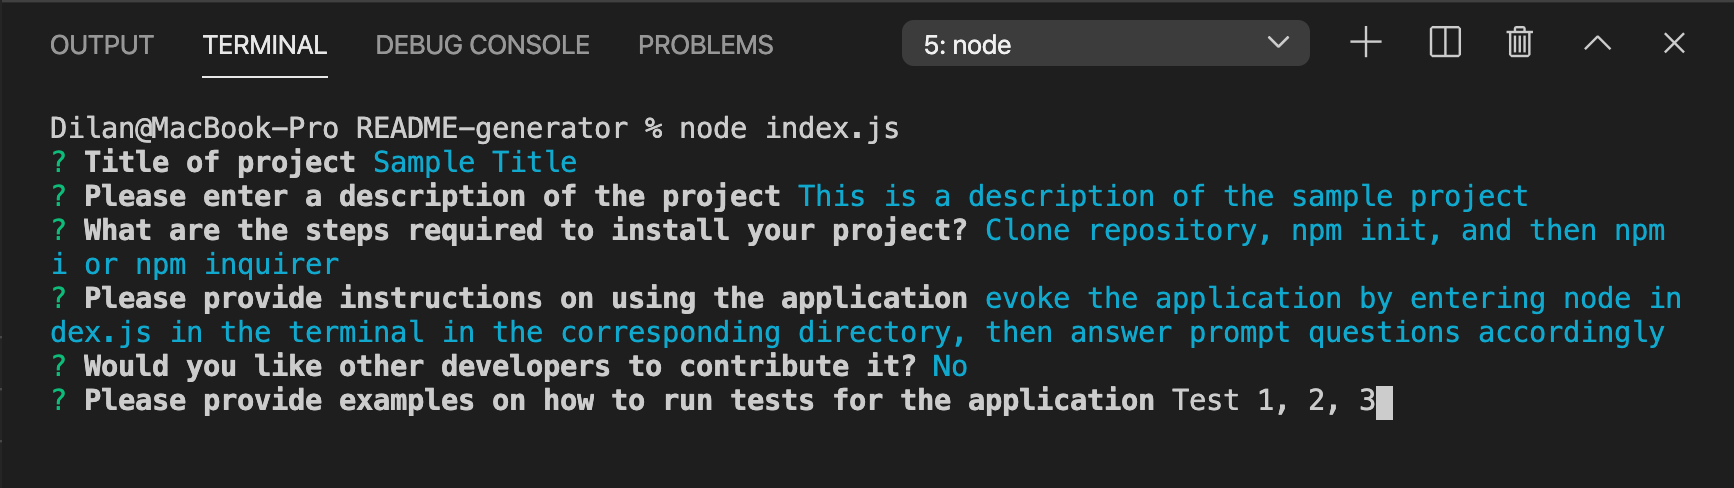 OUTPUT TERMINAL DEBUG CONSOLE PROBLEMS 5: node
Dilan@MacBook-Pro README-generator % node index.js
? Title of project Sample Title
? Please enter a description of the project This is a description of the sample project
? What are the steps required to install your project? Clone repository, npm init, and then npm
i or npm inquirer
? Please provide instructions on using the application evoke the application by entering node in
dex.js in the terminal in the corresponding directory, then answer prompt questions accordingly
? Would you like other developers to contribute it? No
? Please provide examples on how to run tests for the application Test 1, 2, 3